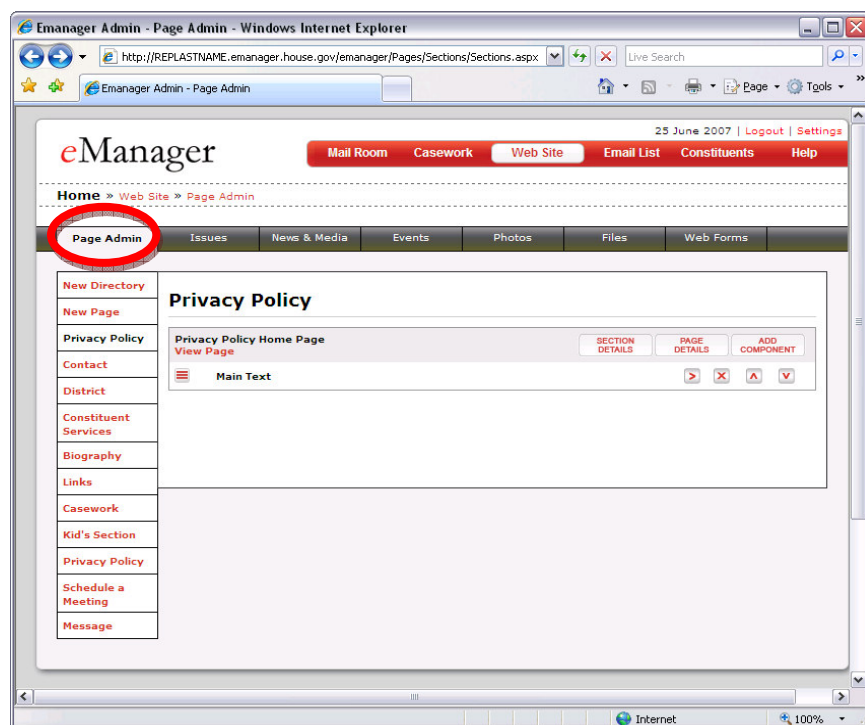 Emanager Admin - Page Admin - Windows Internet Explorer
http://REPLASTNAME.emanager.house.gov/emanager/Pages/Sections/Sections.aspx
Live Search
Emanager Admin - Page Admin
Page
Tools
25 June 2007 | Logout | Settings
eManager
Mail Room Casework Web Site Email List Constituents Help
Home » Web Site » Page Admin
Page Admin Issues News & Media Events Photos Files Web Forms
New Directory
New Page
Privacy Policy
Contact
District
Constituent
Services
Biography
Links
Casework
Kid's Section
Privacy Policy
Schedule a
Meeting
Message
Privacy Policy
Privacy Policy Home Page
View Page
SECTION
DETAILS
PAGE
DETAILS
ADD
COMPONENT
Main Text
Internet
100%